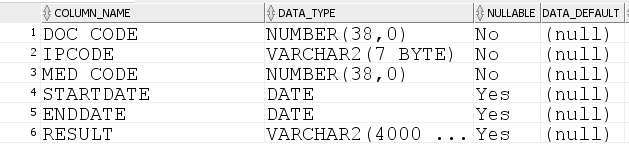 COLUMN_NAME DATA_TYPE NULLABLE DATA_DEFAULT
1 DOC CODE NUMBER(38,0) No (null)
2 IPCODE VARCHAR2(7 BYTE) No (null)
3 MED CODE NUMBER(38,0) No (null)
4 STARTDATE DATE Yes (null)
5 ENDDATE DATE Yes (null)
6 RESULT VARCHAR2(4000 ... Yes (null)